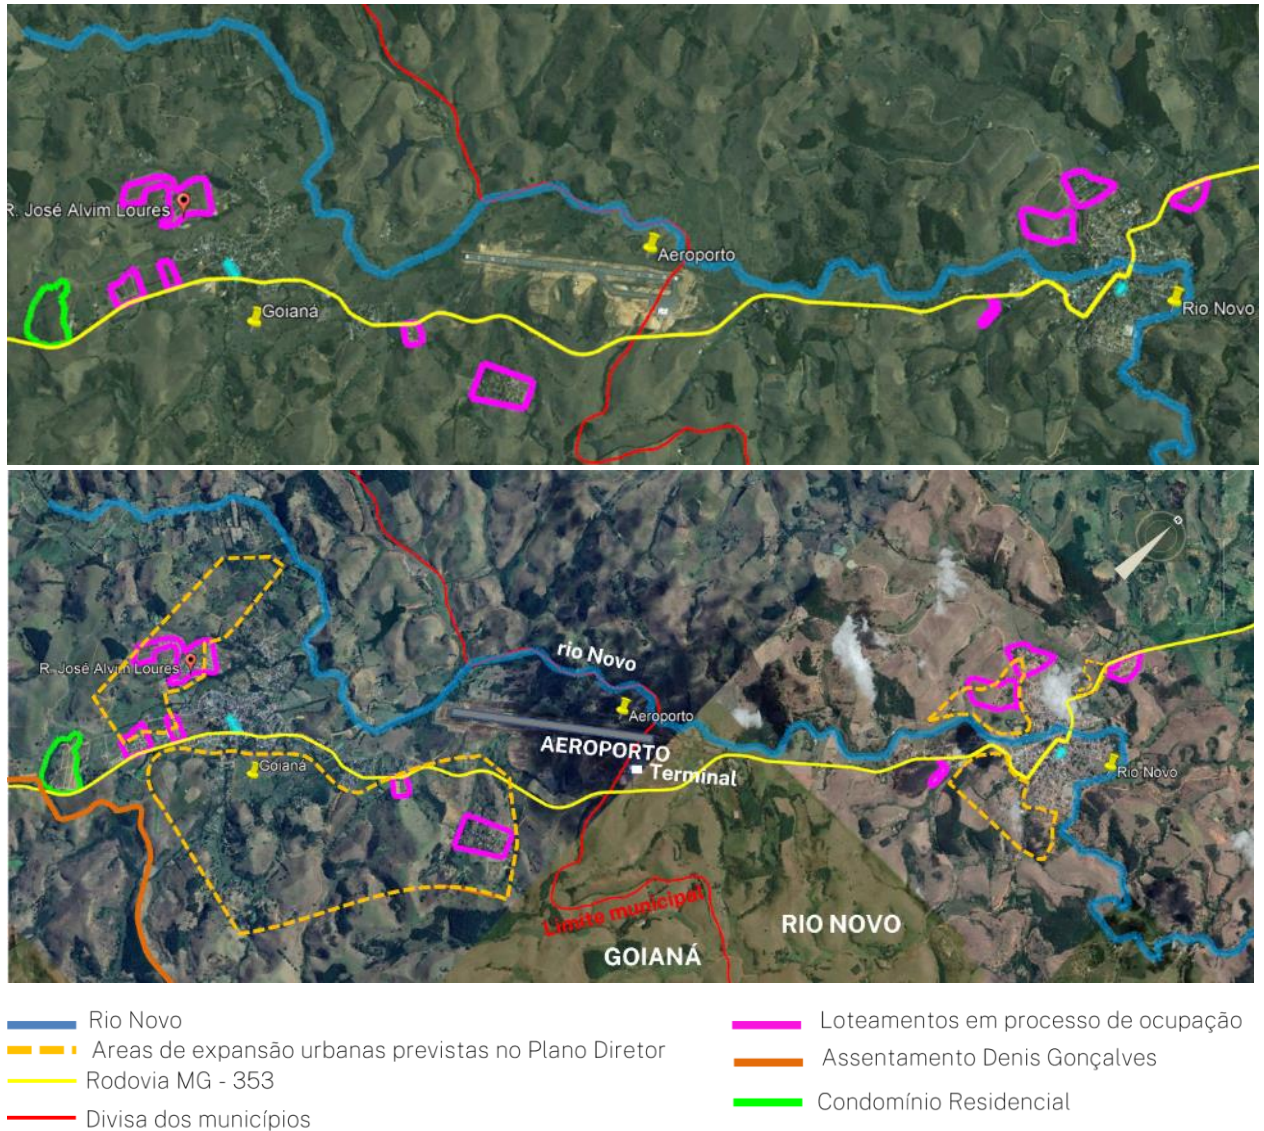 R. José Alvim Loures
Aeroporto
Goianá
Rio Novo
rio Novo
R. José Alvim Loures
Aeroporto
AEROPORTO
Terminal
Goianá
Rio Novo
Limite municipal
RIO NOVO
GOIANÁ
Rio Novo
Areas de expansão urbanas previstas no Plano Diretor
Rodovia MG - 353
Divisa dos municípios
Loteamentos em processo de ocupação
Assentamento Denis Gonçalves
Condomínio Residencial